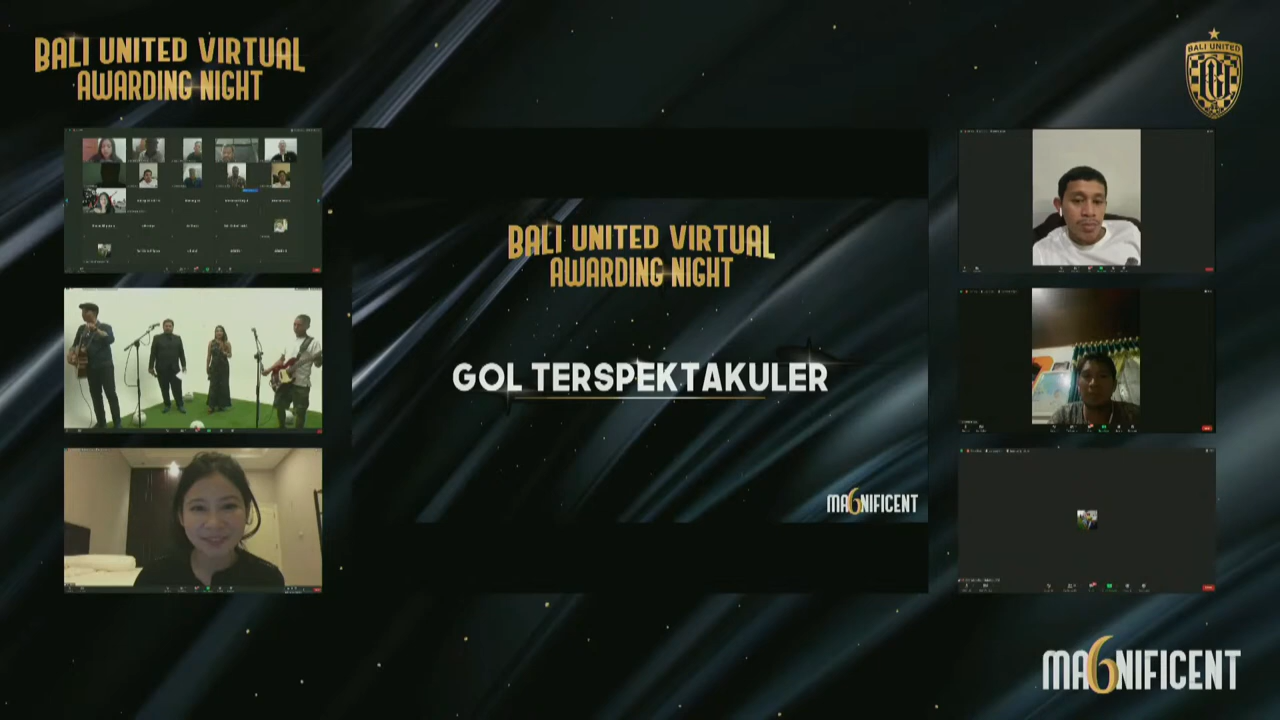 BALI UNITED VIRTUAL
AWARDING NIGHT
BALI UNITED
BALI UNITED VIRTUAL
AWARDING NIGHT
GOL TERSPEKTAKULER
MA6NIFICENT
MA6NIFICENT